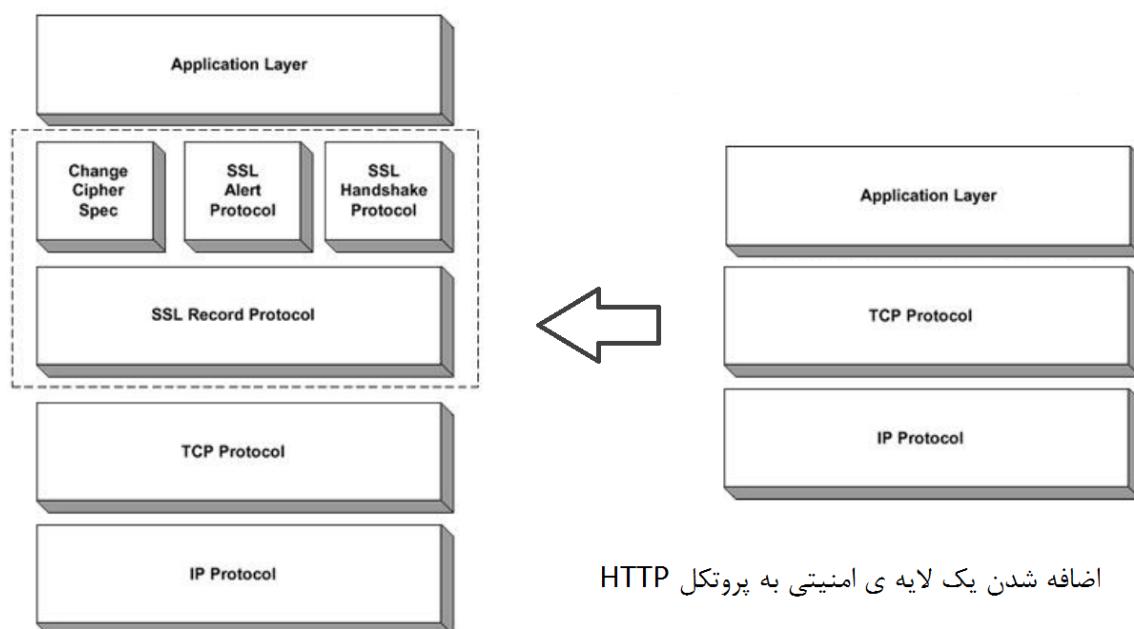 Application Layer
Change
Cipher
Spec
SSL
Alert
Protocol
SSL
Handshake
Protocol
SSL Record Protocol
TCP Protocol
IP Protocol
Application Layer
TCP Protocol
IP Protocol
اضافه شدن یک لایه ی امنیتی به پروتکل HTTP